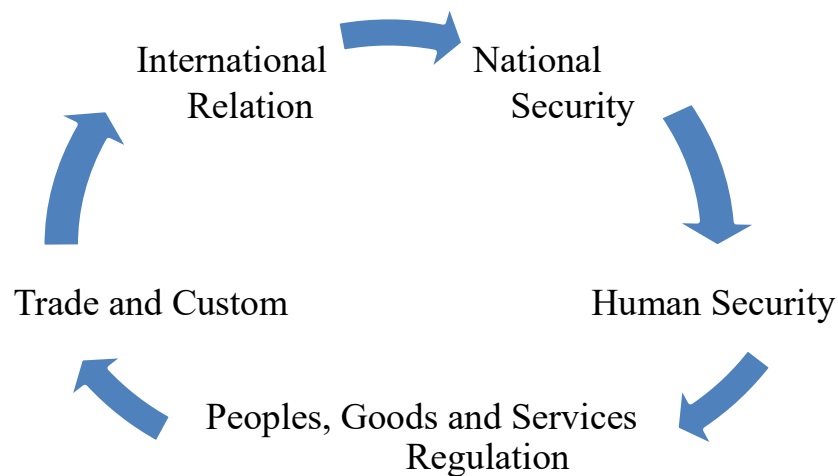 International
Relation
National
Security
Human Security
Peoples, Goods and Services
Regulation
Trade and Custom